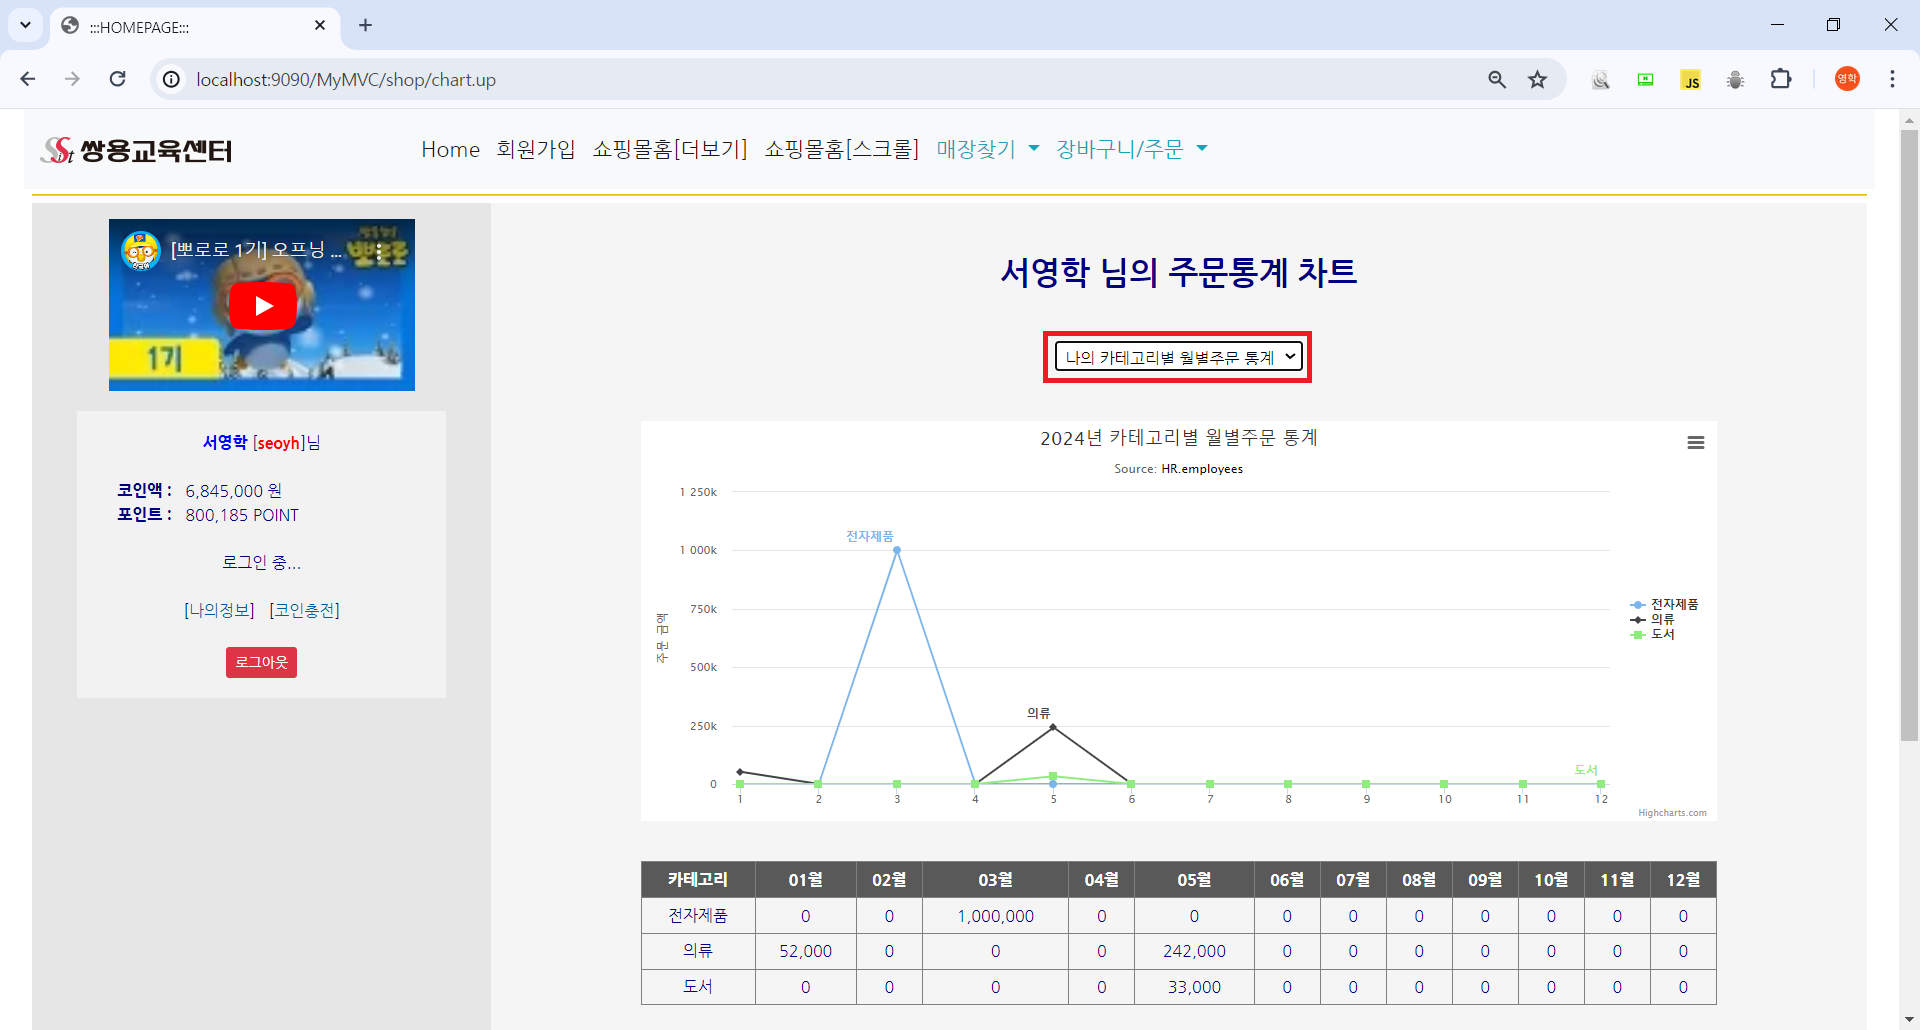 :::HOMEPAGE:::
localhost:9090/MyMVC/shop/chart.up
JS
영학
SSist 쌍용교육센터
Home 회원가입 쇼핑몰홈[더보기] 쇼핑몰홈[스크롤] 매장찾기 장바구니/주문
[뽀로로 1기] 오프닝 ...
뽀로로
1기
서영학 [seoyh]님
코인액 : 6,845,000 원
포인트 : 800,185 POINT
로그인 중...
[나의정보] [코인충전]
로그아웃
서영학 님의 주문통계 차트
나의 카테고리별 월별주문 통계
2024년 카테고리별 월별주문 통계
Source: HR.employees
주문 금액
1 250k
1 000k
750k
500k
250k
0
전자제품
의류
도서
1 2 3 4 5 6 7 8 9 10 11 12
전자제품
의류
도서
Highcharts.com
카테고리 01월 02월 03월 04월 05월 06월 07월 08월 09월 10월 11월 12월
전자제품 0 0 1,000,000 0 0 0 0 0 0 0 0 0
의류 52,000 0 0 0 242,000 0 0 0 0 0 0 0
도서 0 0 0 0 33,000 0 0 0 0 0 0 0